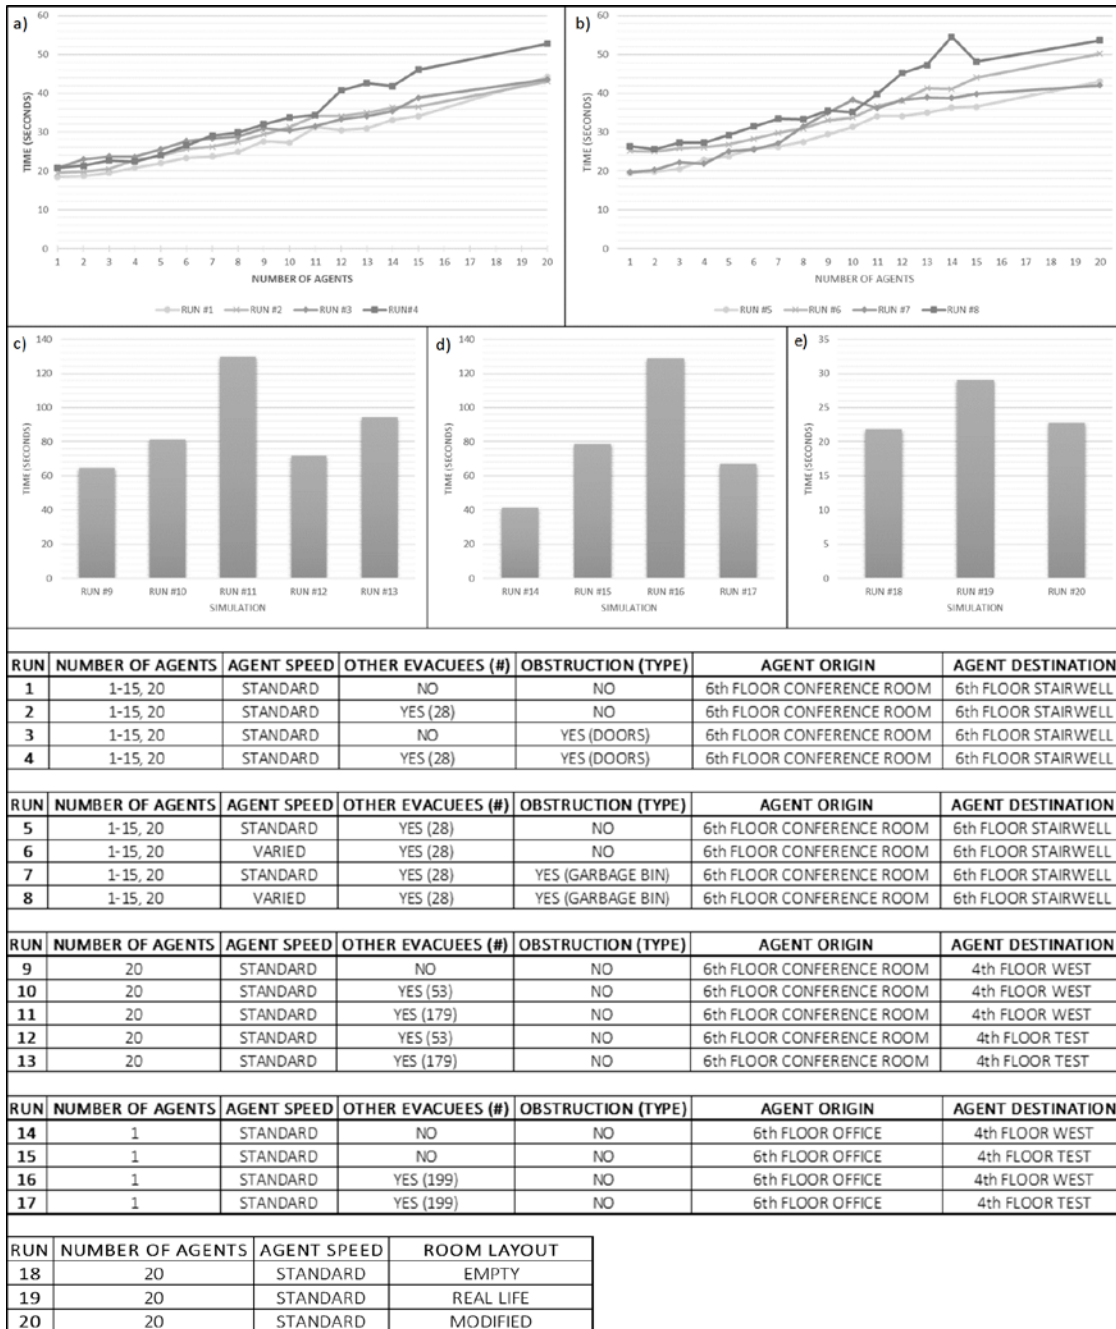 a)
60
50
40
30
20
10
0
TIME (SECONDS)
1 2 3 4 5 6 7 8 9 10 11 12 13 14 15 16 17 18 19 20
NUMBER OF AGENTS
RUN #1 RUN #2 RUN #3 RUN#4
b)
60
50
40
30
20
10
0
TIME (SECONDS)
1 2 3 4 5 6 7 8 9 10 11 12 13 14 15 16 17 18 19 20
NUMBER OF AGENTS
RUN #5 RUN #6 RUN #7 RUN #8
c)
140
120
100
80
60
40
20
0
TIME (SECONDS)
RUN #9 RUN #10 RUN #11 RUN #12 RUN #13
SIMULATION
d)
140
120
100
80
60
40
20
0
TIME (SECONDS)
RUN #14 RUN #15 RUN #16 RUN #17
SIMULATION
e)
35
30
25
20
15
10
5
0
TIME (SECONDS)
RUN #18 RUN #19 RUN #20
SIMULATION
RUN NUMBER OF AGENTS AGENT SPEED OTHER EVACUEES (#) OBSTRUCTION (TYPE) AGENT ORIGIN AGENT DESTINATION
1 1-15, 20 STANDARD NO NO 6th FLOOR CONFERENCE ROOM 6th FLOOR STAIRWELL
2 1-15, 20 STANDARD YES (28) NO 6th FLOOR CONFERENCE ROOM 6th FLOOR STAIRWELL
3 1-15, 20 STANDARD NO YES (DOORS) 6th FLOOR CONFERENCE ROOM 6th FLOOR STAIRWELL
4 1-15, 20 STANDARD YES (28) YES (DOORS) 6th FLOOR CONFERENCE ROOM 6th FLOOR STAIRWELL
RUN NUMBER OF AGENTS AGENT SPEED OTHER EVACUEES (#) OBSTRUCTION (TYPE) AGENT ORIGIN AGENT DESTINATION
5 1-15, 20 STANDARD YES (28) NO 6th FLOOR CONFERENCE ROOM 6th FLOOR STAIRWELL
6 1-15, 20 VARIED YES (28) NO 6th FLOOR CONFERENCE ROOM 6th FLOOR STAIRWELL
7 1-15, 20 STANDARD YES (28) YES (GARBAGE BIN) 6th FLOOR CONFERENCE ROOM 6th FLOOR STAIRWELL
8 1-15, 20 VARIED YES (28) YES (GARBAGE BIN) 6th FLOOR CONFERENCE ROOM 6th FLOOR STAIRWELL
RUN NUMBER OF AGENTS AGENT SPEED OTHER EVACUEES (#) OBSTRUCTION (TYPE) AGENT ORIGIN AGENT DESTINATION
9 20 STANDARD NO NO 6th FLOOR CONFERENCE ROOM 4th FLOOR WEST
10 20 STANDARD YES (53) NO 6th FLOOR CONFERENCE ROOM 4th FLOOR WEST
11 20 STANDARD YES (179) NO 6th FLOOR CONFERENCE ROOM 4th FLOOR WEST
12 20 STANDARD YES (53) NO 6th FLOOR CONFERENCE ROOM 4th FLOOR TEST
13 20 STANDARD YES (179) NO 6th FLOOR CONFERENCE ROOM 4th FLOOR TEST
RUN NUMBER OF AGENTS AGENT SPEED OTHER EVACUEES (#) OBSTRUCTION (TYPE) AGENT ORIGIN AGENT DESTINATION
14 1 STANDARD NO NO 6th FLOOR OFFICE 4th FLOOR WEST
15 1 STANDARD NO NO 6th FLOOR OFFICE 4th FLOOR TEST
16 1 STANDARD YES (199) NO 6th FLOOR OFFICE 4th FLOOR WEST
17 1 STANDARD YES (199) NO 6th FLOOR OFFICE 4th FLOOR TEST
RUN NUMBER OF AGENTS AGENT SPEED ROOM LAYOUT
18 20 STANDARD EMPTY
19 20 STANDARD REAL LIFE
20 20 STANDARD MODIFIED